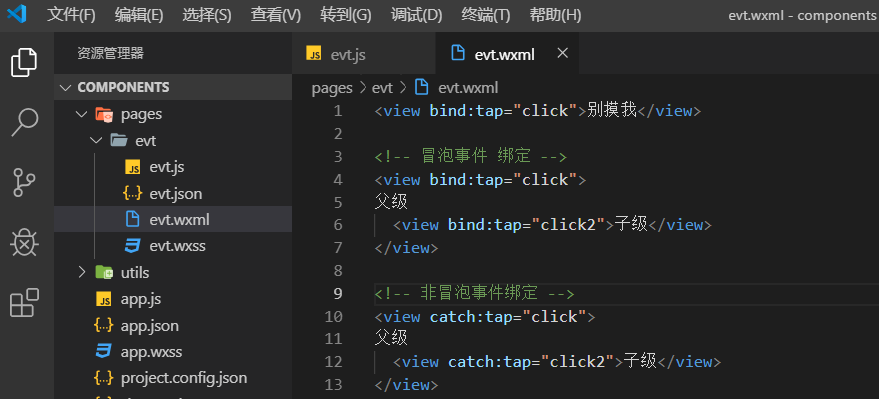 文件(F) 编辑(E) 选择(S) 查看(V) 转到(G) 调试(D) 终端(T) 帮助(H) evt.wxml - components
资源管理器
COMPONENTS
pages
evt
evt.js
evt.json
evt.wxml
evt.wxss
utils
app.js
app.json
app.wxss
project.config.json
evt.js evt.wxml
pages > evt > evt.wxml
1 <view bind:tap="click">别摸我</view>
2
3 <!-- 冒泡事件 绑定 -->
4 <view bind:tap="click">
5 父级
6 <view bind:tap="click2">子级</view>
7 </view>
8
9 <!-- 非冒泡事件绑定 -->
10 <view catch:tap="click">
11 父级
12 <view catch:tap="click2">子级</view>
13 </view>